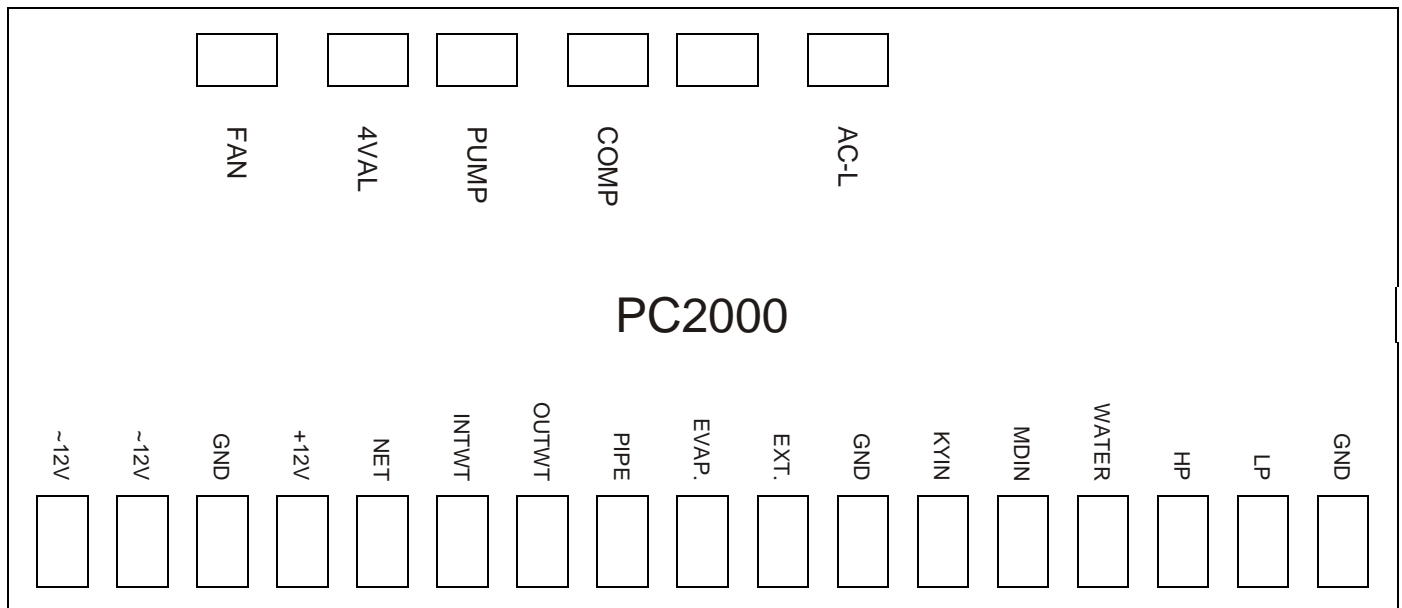 FAN
4VAL
PUMP
COMP
AC-L
PC2000
~12V
~12V
GND
+12V
NET
INTWT
OUTWT
PIPE
EVAP.
EXT.
GND
KYIN
MDIN
WATER
HP
LP
GND